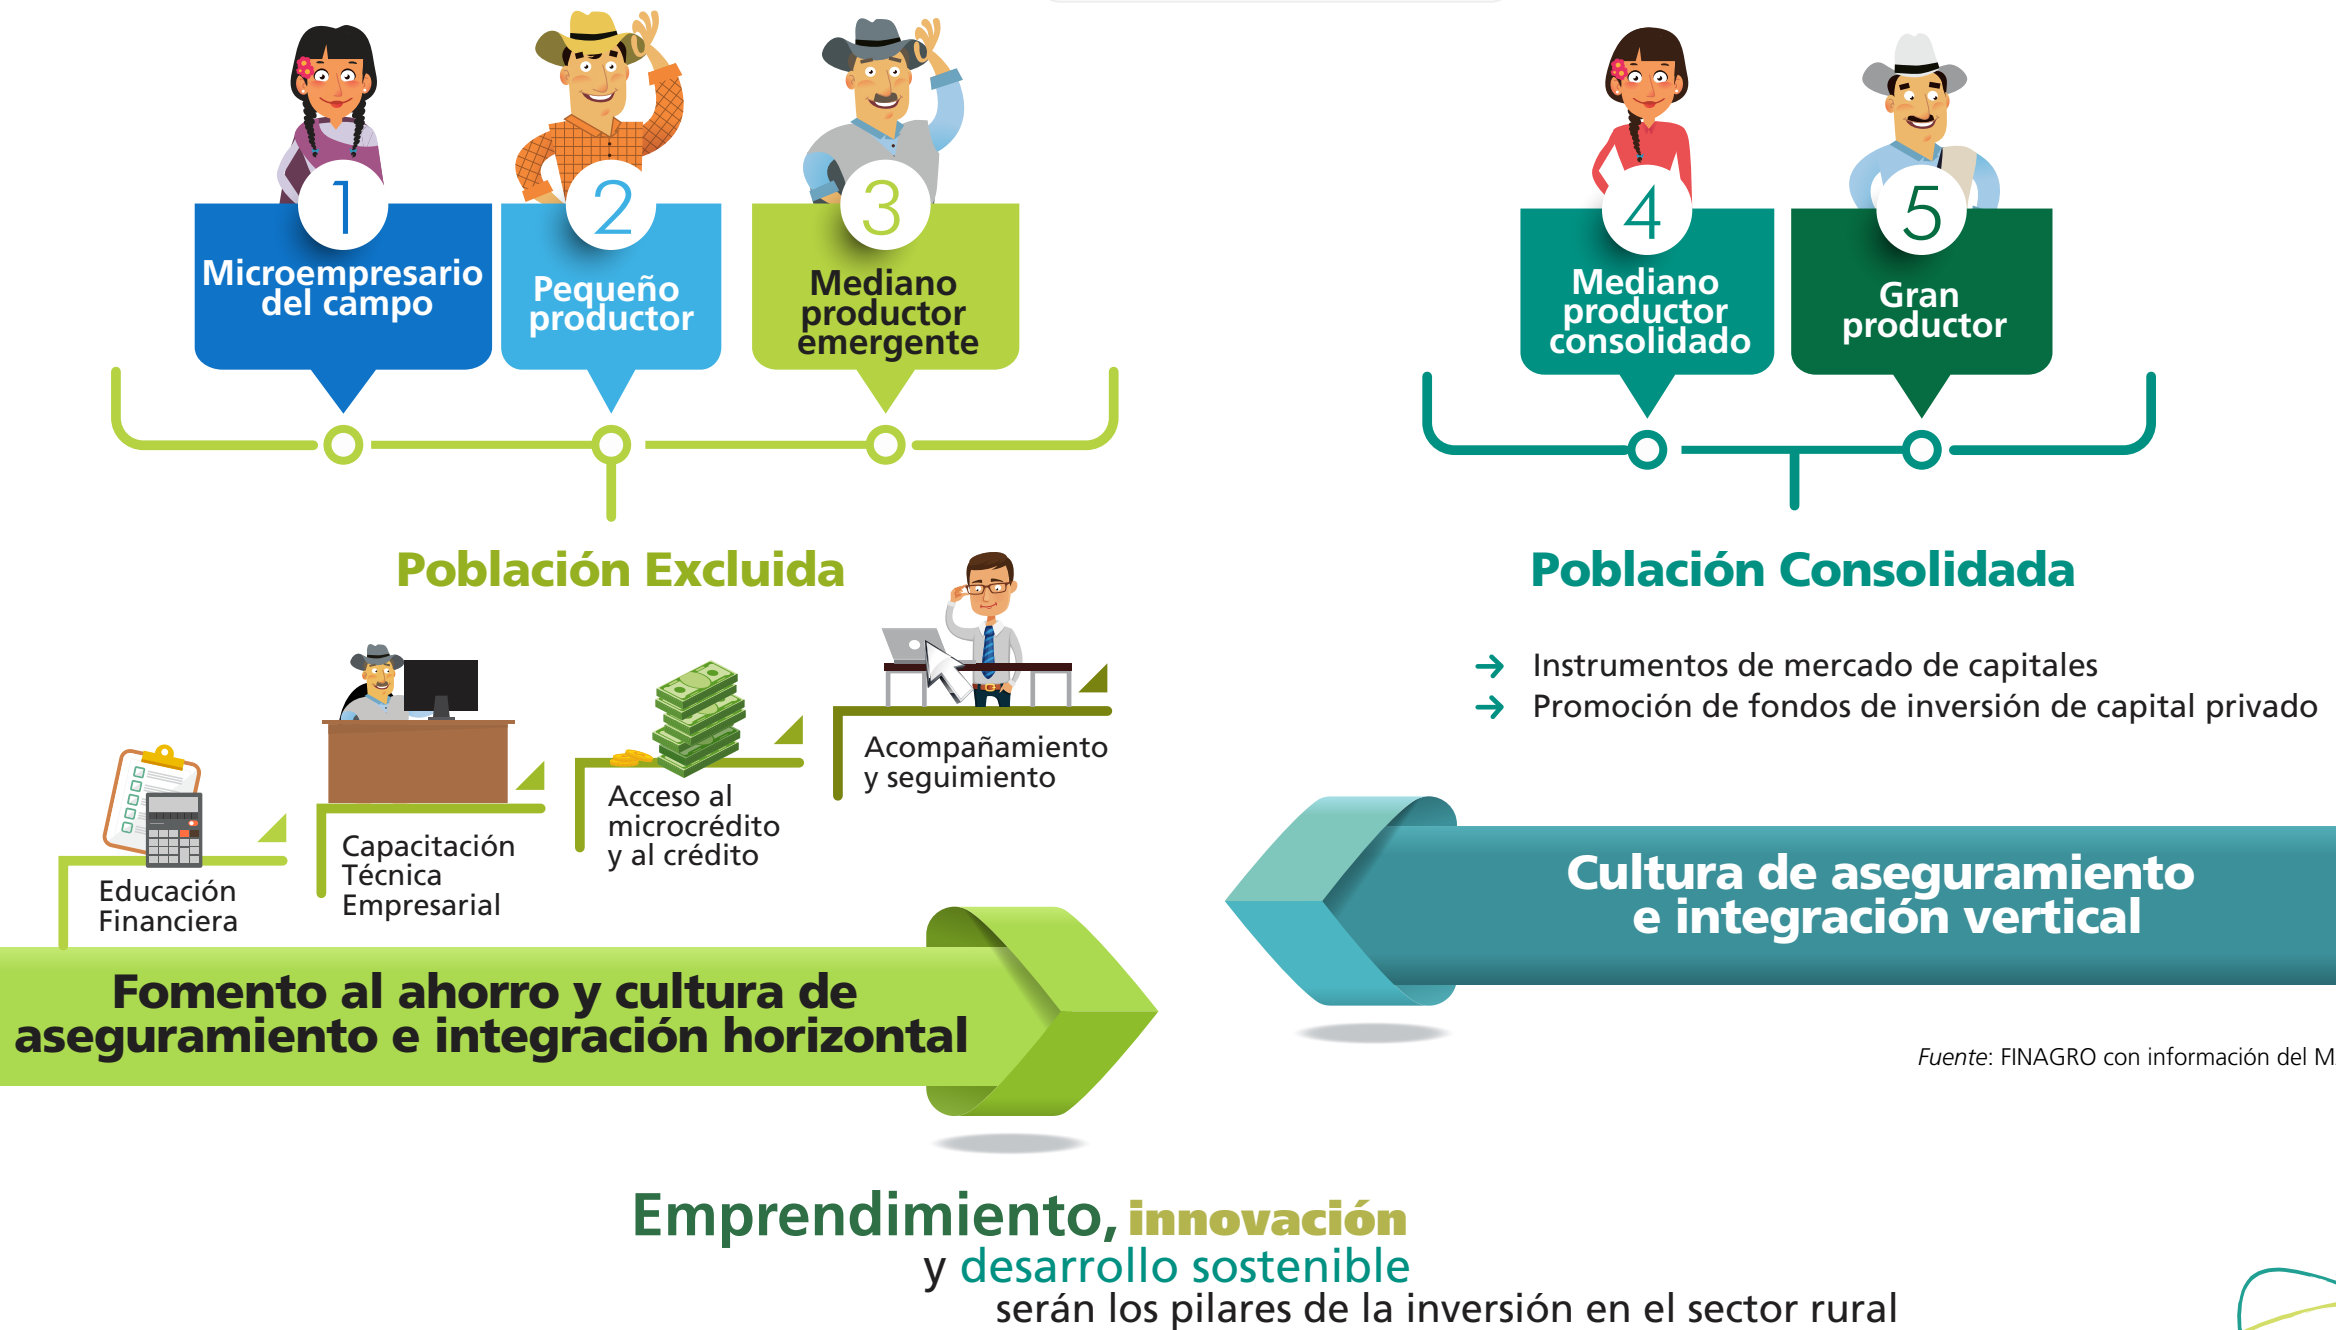 1
Microempresario
del campo
2
Pequeño
productor
3
Mediano
productor
emergente
Población Excluida
Educación
Financiera
Capacitación
Técnica
Empresarial
Acceso al
microcrédito
y al crédito
Acompañamiento
y seguimiento
Fomento al ahorro y cultura de
aseguramiento e integración horizontal
4
Mediano
productor
consolidado
5
Gran
productor
Población Consolidada
Instrumentos de mercado de capitales
Promoción de fondos de inversión de capital privado
Cultura de aseguramiento
e integración vertical
Fuente: FINAGRO con información del
Emprendimiento, innovación
y desarrollo sostenible
serán los pilares de la inversión en el sector rural